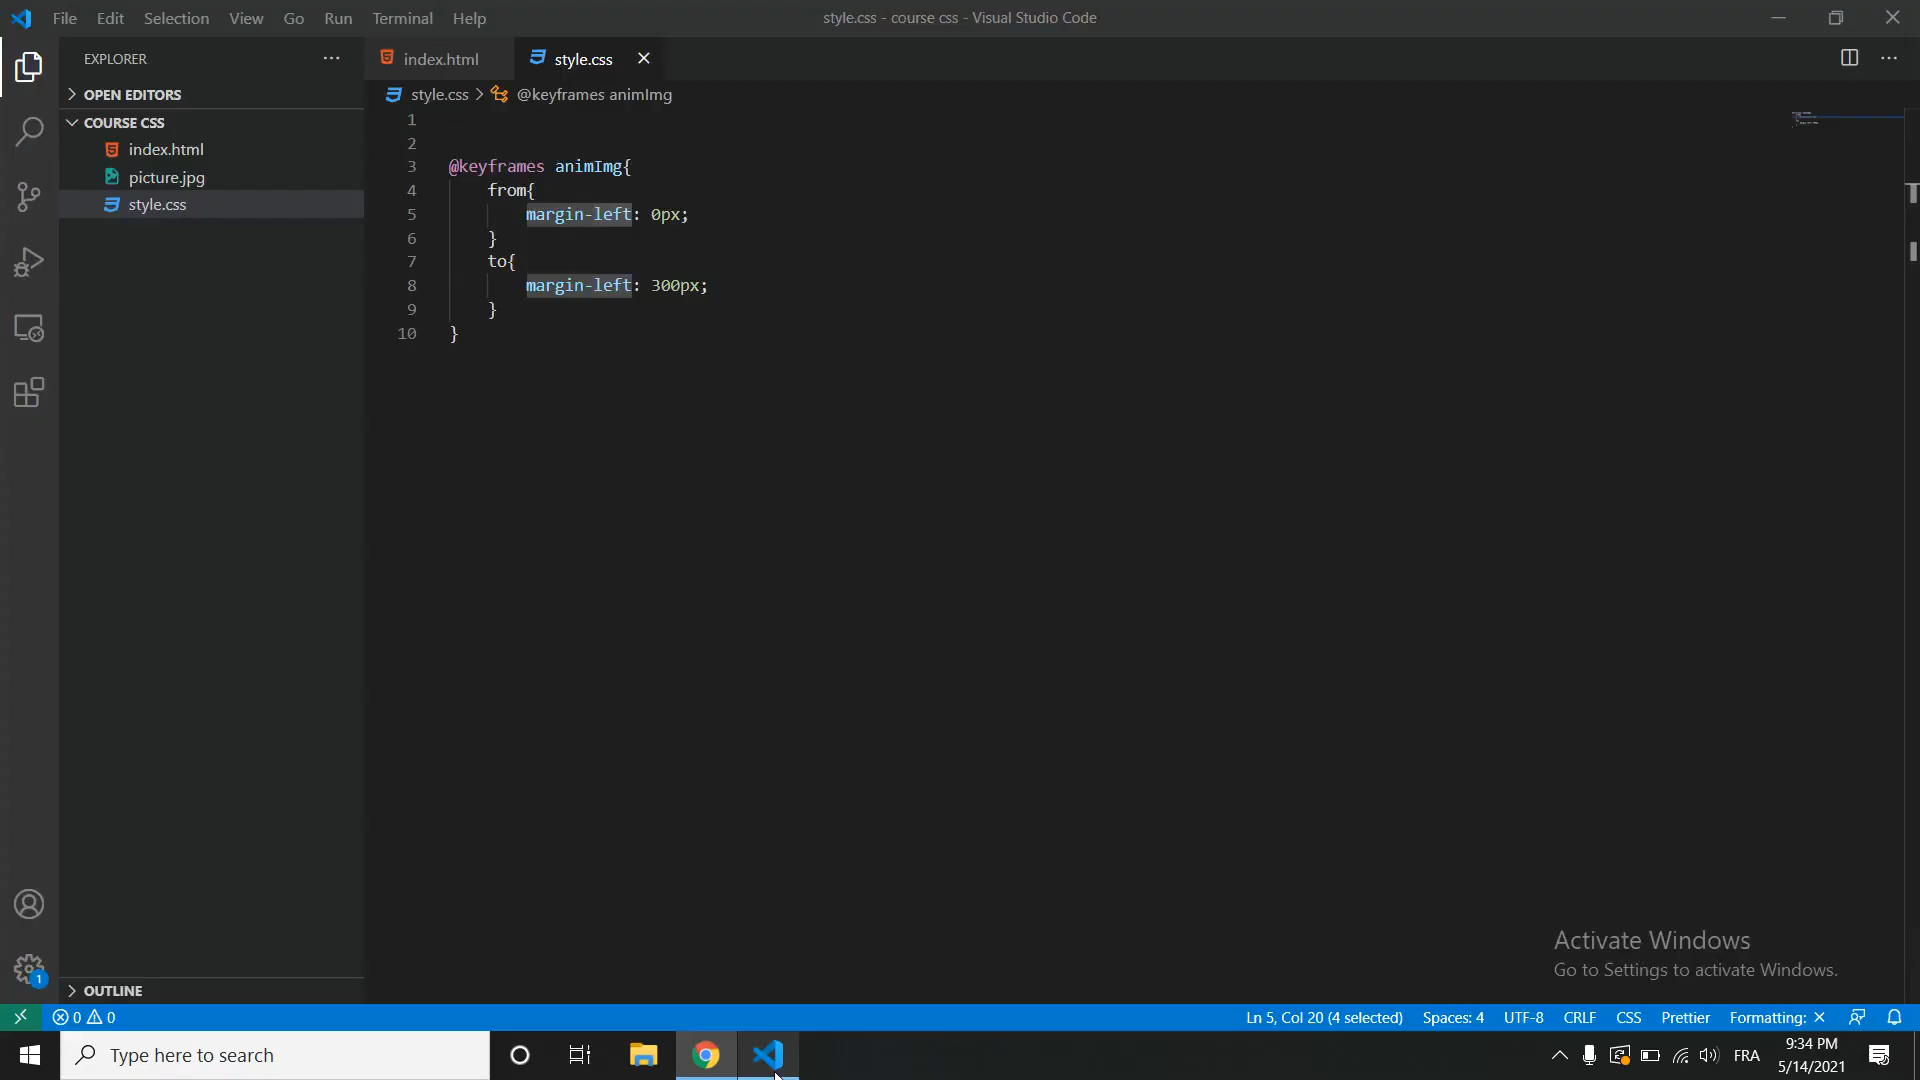 File Edit Selection View Go Run Terminal Help
style.css - course css - Visual Studio Code
EXPLORER
index.html
style.css
OPEN EDITORS
style.css > @keyframes animImg
COURSE CSS
index.html
picture.jpg
style.css
1
2
3 @keyframes animImg{
4 from{
5 margin-left: 0px;
6 }
7 to{
8 margin-left: 300px;
9 }
10 }
Activate Windows
Go to Settings to activate Windows.
1
OUTLINE
0 0
Ln 5, Col 20 (4 selected) Spaces: 4 UTF-8 CRLF CSS Prettier Formatting: ×
Type here to search
FRA
9:34 PM
5/14/2021